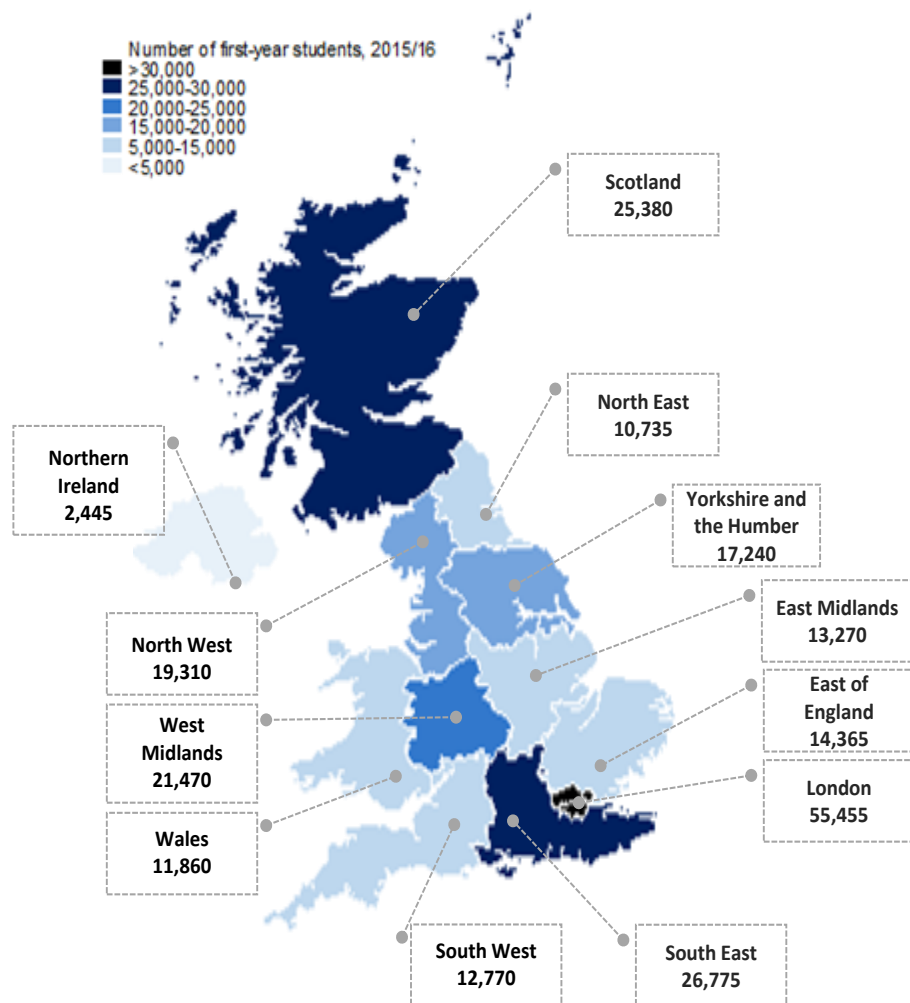 Number of first-year students, 2015/16
>30,000
25,000-30,000
20,000-25,000
15,000-20,000
5,000-15,000
<5,000
Scotland
25,380
North East
10,735
Northern
Ireland
2,445
Yorkshire and
the Humber
17,240
East Midlands
13,270
North West
19,310
East of
England
14,365
West
Midlands
21,470
London
55,455
Wales
11,860
South West
12,770
South East
26,775